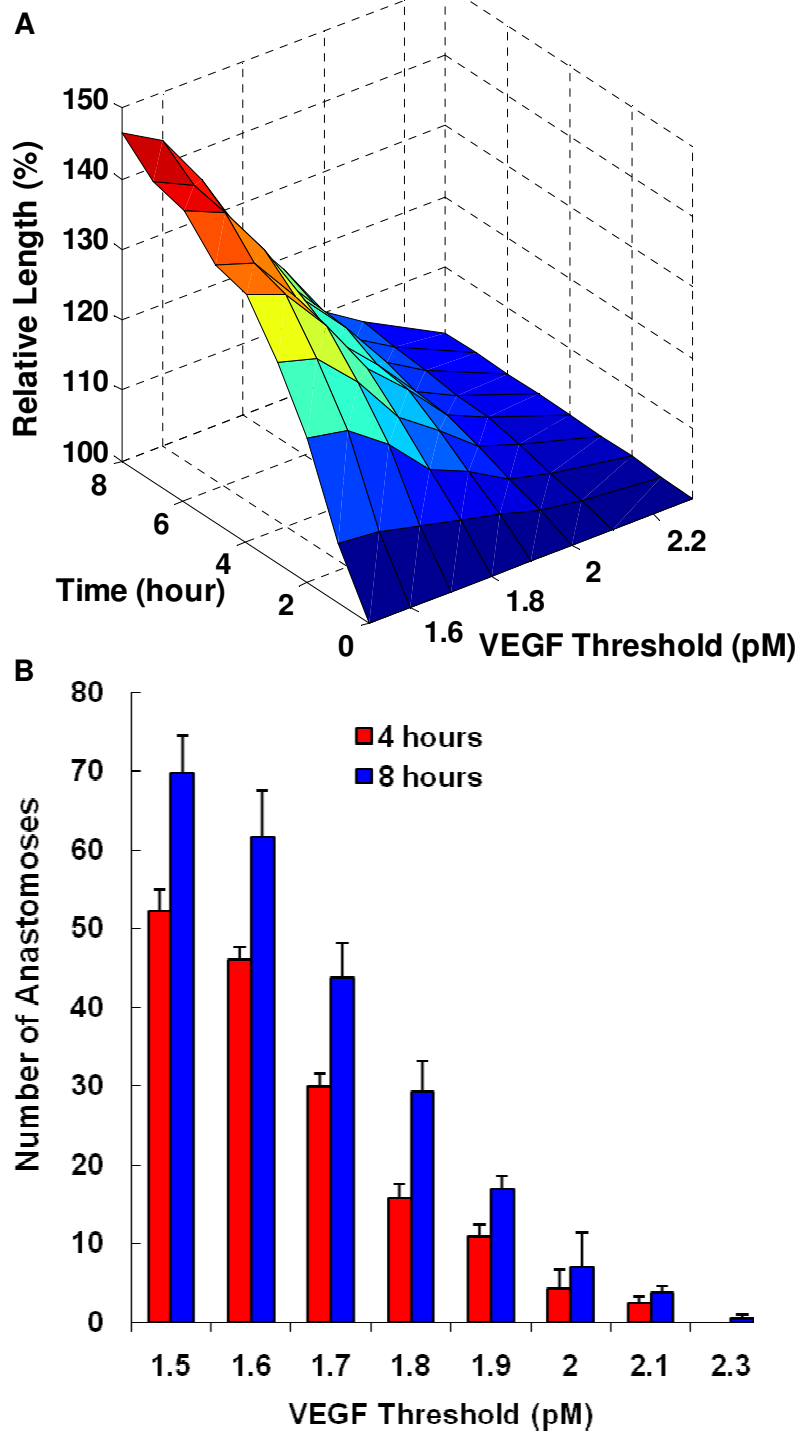 A
150
140
130
120
110
100
Relative Length (%)
8
6
4
2
0
Time (hour)
1.6
1.8
2
2.2
VEGF Threshold (pM)
B
80
70
60
50
40
30
20
10
0
Number of Anastomoses
4 hours
8 hours
1.5 1.6 1.7 1.8 1.9 2 2.1 2.3
VEGF Threshold (pM)